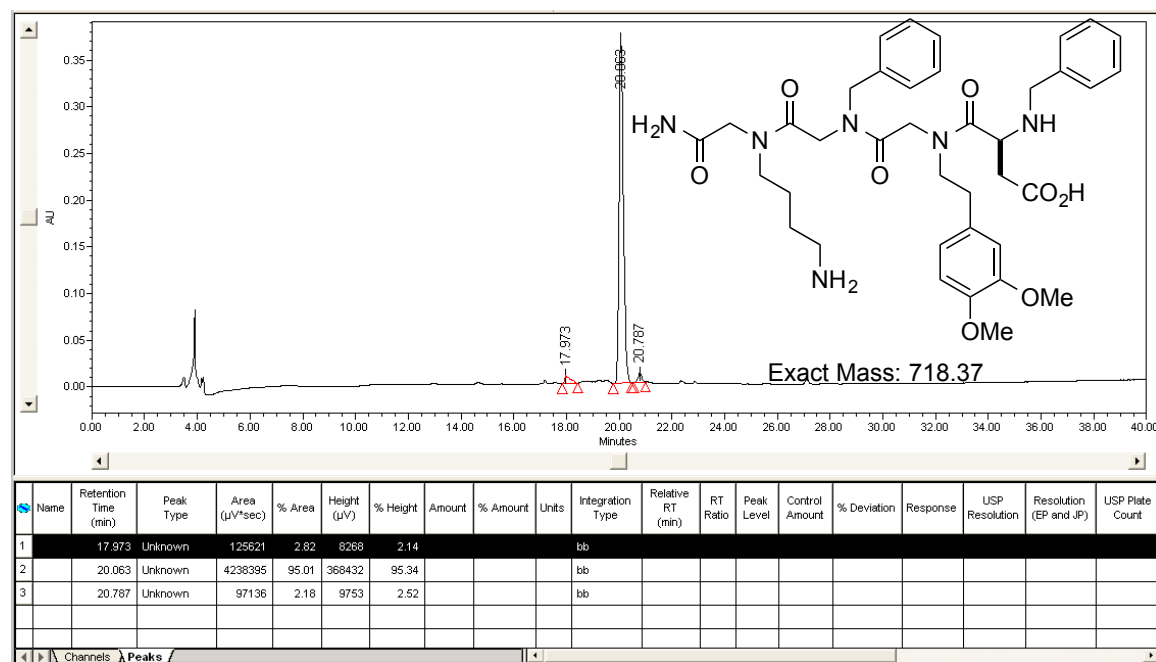 0.35
0.30
0.25
0.20
0.15
0.10
0.05
0.00
AU
17.973
20.063
20.787
0.00 2.00 4.00 6.00 8.00 10.00 12.00 14.00 16.00 18.00 20.00 22.00 24.00 26.00 28.00 30.00 32.00 34.00 36.00 38.00 40.00
Minutes
H2N
O
N
O
N
O
N
O
NH
CO2H
NH2
OMe
OMe
Exact Mass: 718.37
Name Retention Time (min) Peak Type Area (µV*sec) % Area Height (µV) % Height Amount % Amount Units Integration Type Relative RT (min) RT Ratio Peak Level Control Amount % Deviation Response USP Resolution Resolution (EP and JP) USP Plate Count
1 17.973 Unknown 125621 2.82 8268 2.14 bb
2 20.063 Unknown 4238395 95.01 368432 95.34 bb
3 20.787 Unknown 97136 2.18 9753 2.52 bb
Channels Peaks